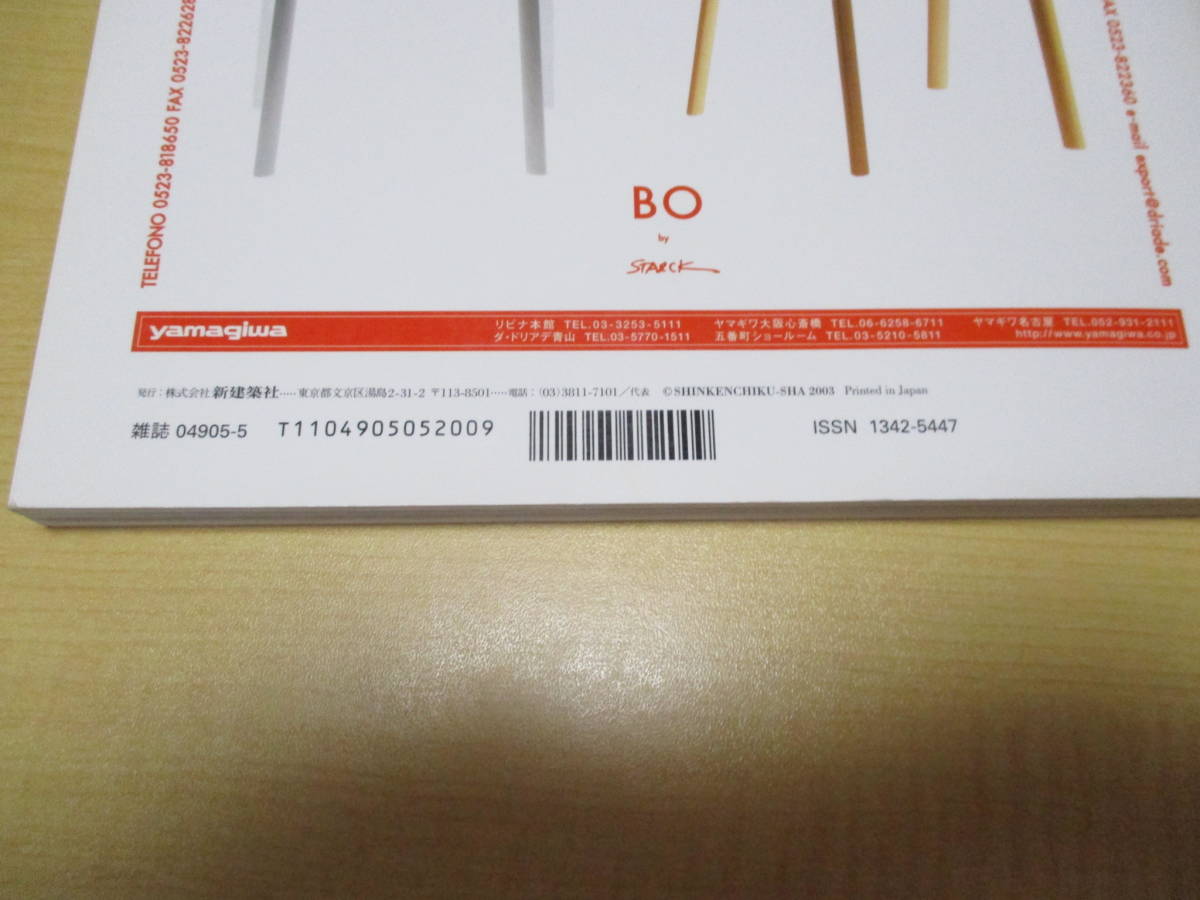 TELEFONO 0523-818650 FAX 0523-822628
FAX 0523-822360 e-mail export@driade.com
BO
by
STARCK
yamagiwa
リビナ本館 TEL.03-3253-5111 ヤマギワ大阪心斎橋 TEL.06-6258-6711 ヤマギワ名古屋 TEL.052-931-2111
ダ・ドリアデ青山 TEL.03-5770-1511 五番町ショールーム TEL.03-5210-5811 http://www.yamagiwa.co.jp
発行：株式会社 新建築社‥‥東京都文京区湯島2-31-2 〒113-8501‥‥電話：(03)3811-7101／代表 ©SHINKENCHIKU-SHA 2003 Printed in Japan
雑誌 04905-5 T1104905052009 ISSN 1342-5447